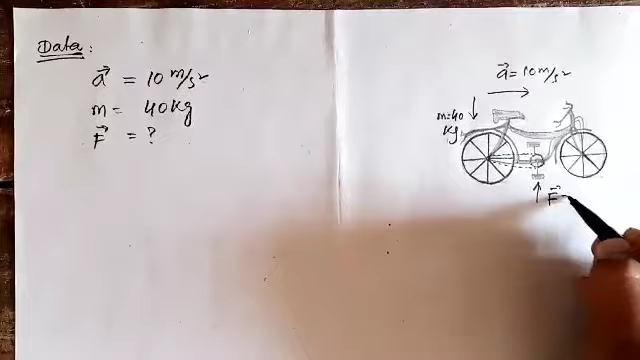 Data:
a⃗ = 10 m/s²
m = 40 kg
F⃗ = ?
a⃗ = 10 m/s²
m=40
kg
F⃗ =